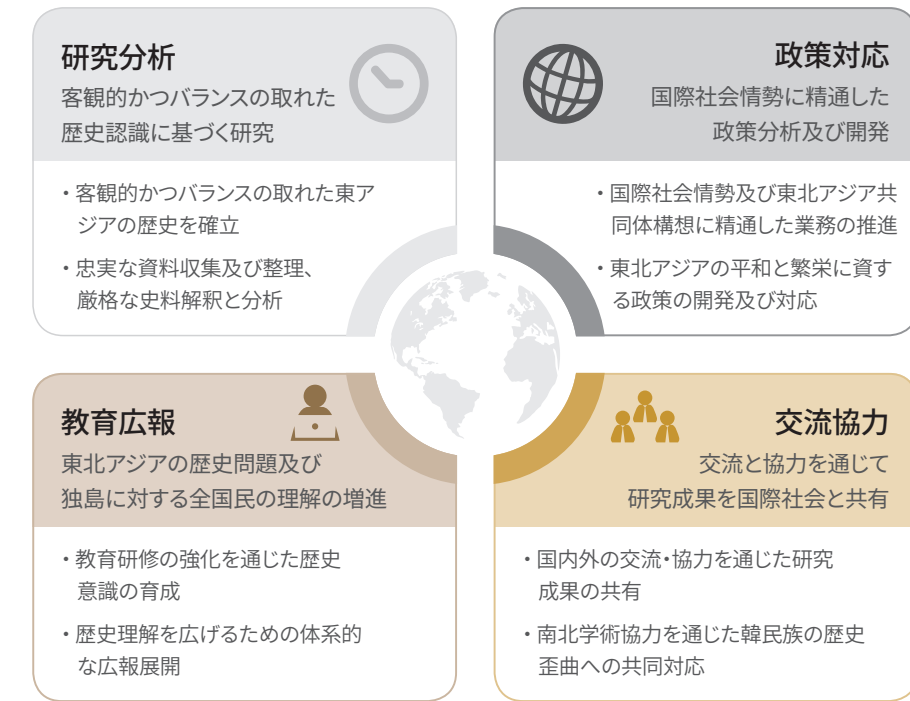 研究分析
客観的かつバランスの取れた
歴史認識に基づく研究
・客観的かつバランスの取れた東ア
ジアの歴史を確立
・忠実な資料収集及び整理、
厳格な史料解釈と分析
政策対応
国際社会情勢に精通した
政策分析及び開発
・国際社会情勢及び東北アジア共
同体構想に精通した業務の推進
・東北アジアの平和と繁栄に資す
る政策の開発及び対応
教育広報
東北アジアの歴史問題及び
独島に対する全国民の理解の増進
・教育研修の強化を通じた歴史
意識の育成
・歴史理解を広げるための体系的
な広報展開
交流協力
交流と協力を通じて
研究成果を国際社会と共有
・国内外の交流・協力を通じた研究
成果の共有
・南北学術協力を通じた韓民族の歴史
歪曲への共同対応